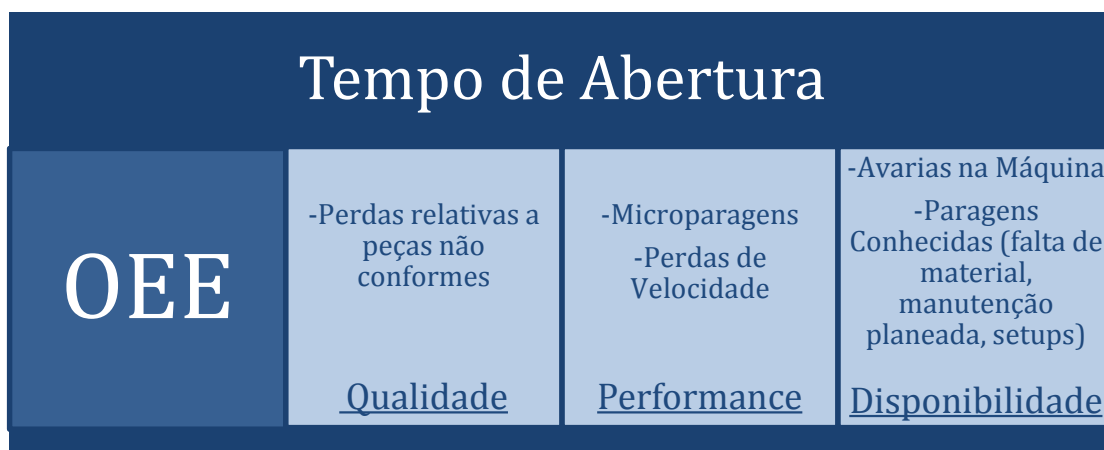 Tempo de Abertura
OEE
-Perdas relativas a
peças não
conformes
Qualidade
-Microparagens
-Perdas de
Velocidade
Performance
-Avarias na Máquina
-Paragens
Conhecidas (falta de
material,
manutenção
planeada, setups)
Disponibilidade